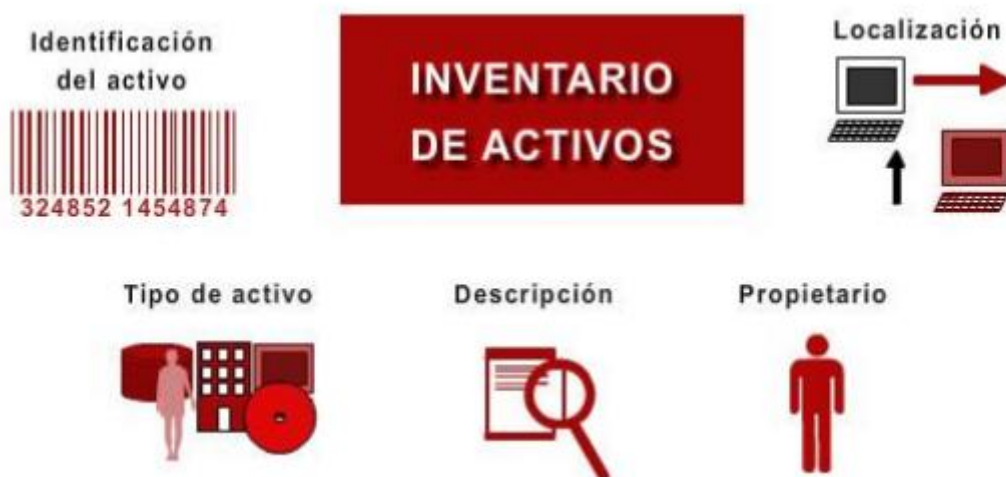 Identificación
del activo
324852 1454874
INVENTARIO
DE ACTIVOS
Localización
Tipo de activo
Descripción
Propietario